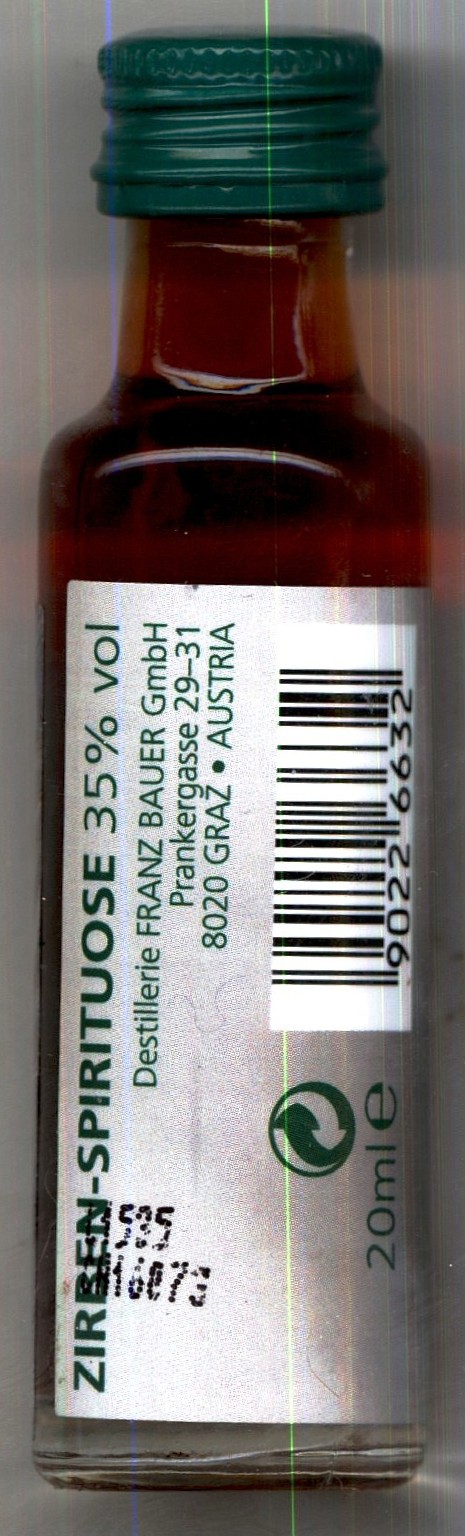 ZIRBEN-SPIRITUOSE 35% vol
Destillerie FRANZ BAUER GmbH
Prankergasse 29–31
8020 GRAZ • AUSTRIA
9022 6632
20ml e